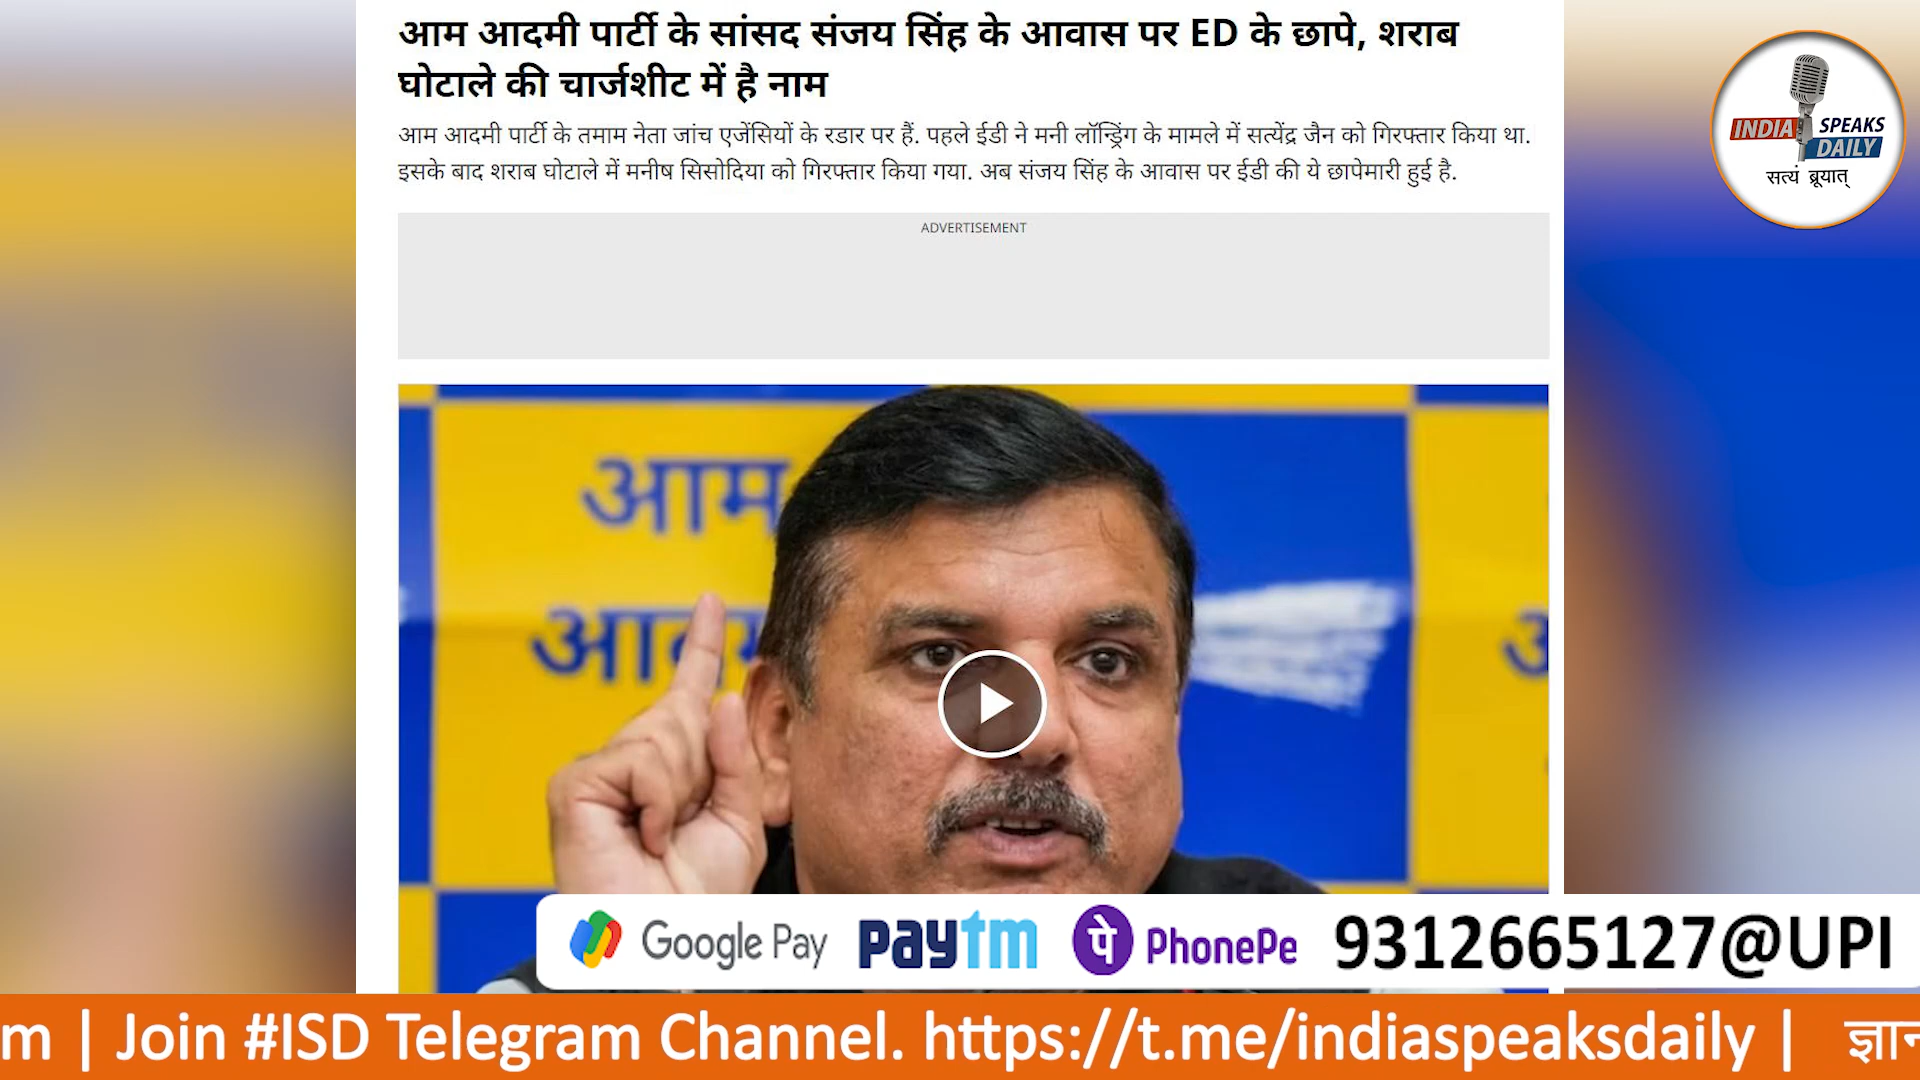 आम आदमी पार्टी के सांसद संजय सिंह के आवास पर ED के छापे, शराब
घोटाले की चार्जशीट में है नाम
आम आदमी पार्टी के तमाम नेता जांच एजेंसियों के रडार पर हैं. पहले ईडी ने मनी लॉन्ड्रिंग के मामले में सत्येंद्र जैन को गिरफ्तार किया था.
इसके बाद शराब घोटाले में मनीष सिसोदिया को गिरफ्तार किया गया. अब संजय सिंह के आवास पर ईडी की ये छापेमारी हुई है.
INDIA SPEAKS
DAILY
सत्यं ब्रूयात्
ADVERTISEMENT
आम
आदम
Google Pay paytm पे PhonePe 9312665127@UPI
m | Join #ISD Telegram Channel. https://t.me/indiaspeaksdaily | ज्ञान